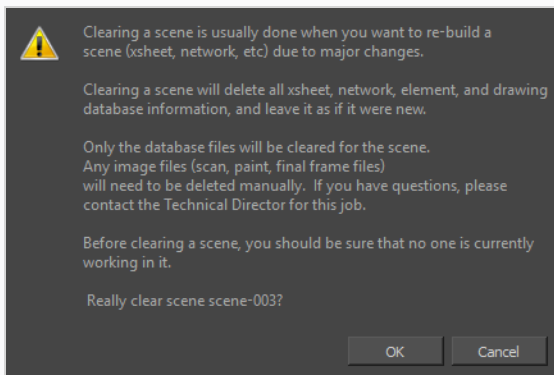 Clearing a scene is usually done when you want to re-build a
scene (xsheet, network, etc) due to major changes.
Clearing a scene will delete all xsheet, network, element, and drawing
database information, and leave it as if it were new.
Only the database files will be cleared for the scene.
Any image files (scan, paint, final frame files)
will need to be deleted manually.  If you have questions, please
contact the Technical Director for this job.
Before clearing a scene, you should be sure that no one is currently
working in it.
Really clear scene scene-003?
OK
Cancel